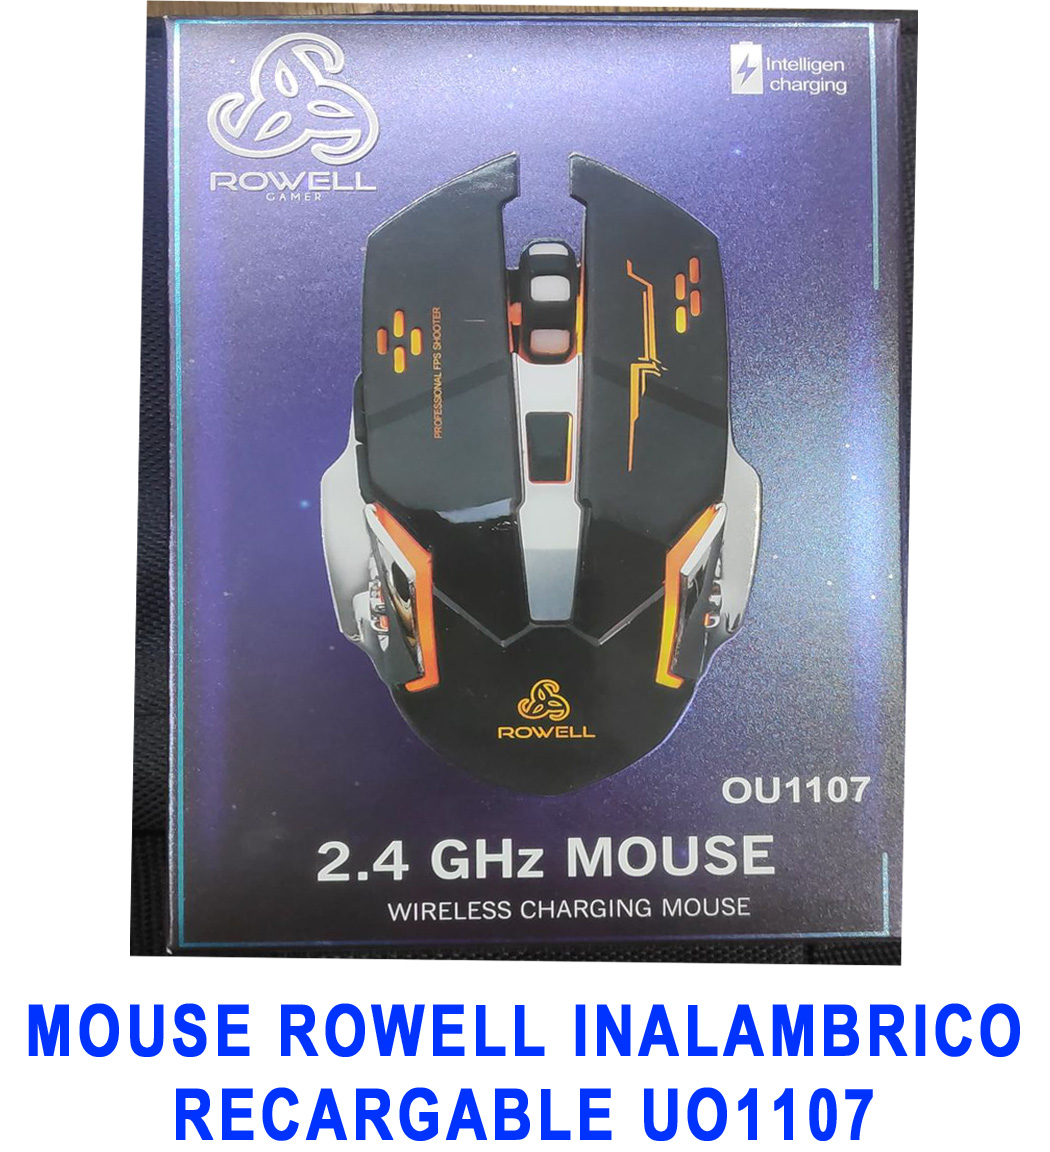 ROWELL
GAMER
Intelligen
charging
PROFESSIONAL FPS SHOOTER
ROWELL
OU1107
2.4 GHz MOUSE
WIRELESS CHARGING MOUSE
MOUSE ROWELL INALAMBRICO
RECARGABLE UO1107